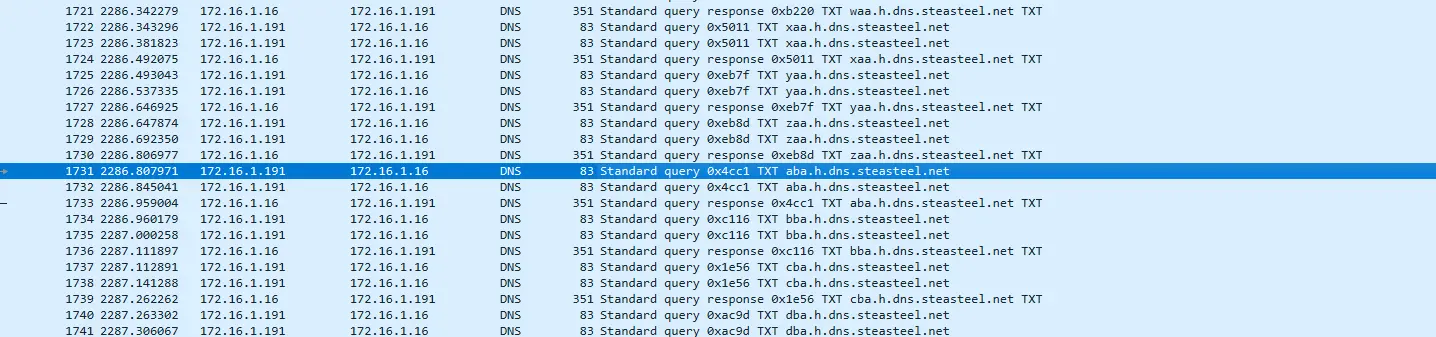 1721 2286.342279 172.16.1.16 172.16.1.191 DNS 351 Standard query response 0xb220 TXT waa.h.dns.steasteel.net TXT
1722 2286.343296 172.16.1.191 172.16.1.16 DNS 83 Standard query 0x5011 TXT xaa.h.dns.steasteel.net
1723 2286.381823 172.16.1.191 172.16.1.16 DNS 83 Standard query 0x5011 TXT xaa.h.dns.steasteel.net
1724 2286.492075 172.16.1.16 172.16.1.191 DNS 351 Standard query response 0x5011 TXT xaa.h.dns.steasteel.net TXT
1725 2286.493043 172.16.1.191 172.16.1.16 DNS 83 Standard query 0xeb7f TXT yaa.h.dns.steasteel.net
1726 2286.537335 172.16.1.191 172.16.1.16 DNS 83 Standard query 0xeb7f TXT yaa.h.dns.steasteel.net
1727 2286.646925 172.16.1.16 172.16.1.191 DNS 351 Standard query response 0xeb7f TXT yaa.h.dns.steasteel.net TXT
1728 2286.647874 172.16.1.191 172.16.1.16 DNS 83 Standard query 0xeb8d TXT zaa.h.dns.steasteel.net
1729 2286.692350 172.16.1.191 172.16.1.16 DNS 83 Standard query 0xeb8d TXT zaa.h.dns.steasteel.net
1730 2286.806977 172.16.1.16 172.16.1.191 DNS 351 Standard query response 0xeb8d TXT zaa.h.dns.steasteel.net TXT
1731 2286.807971 172.16.1.191 172.16.1.16 DNS 83 Standard query 0x4cc1 TXT aba.h.dns.steasteel.net
1732 2286.845041 172.16.1.191 172.16.1.16 DNS 83 Standard query 0x4cc1 TXT aba.h.dns.steasteel.net
1733 2286.959004 172.16.1.16 172.16.1.191 DNS 351 Standard query response 0x4cc1 TXT aba.h.dns.steasteel.net TXT
1734 2286.960179 172.16.1.191 172.16.1.16 DNS 83 Standard query 0xc116 TXT bba.h.dns.steasteel.net
1735 2287.000258 172.16.1.191 172.16.1.16 DNS 83 Standard query 0xc116 TXT bba.h.dns.steasteel.net
1736 2287.111897 172.16.1.16 172.16.1.191 DNS 351 Standard query response 0xc116 TXT bba.h.dns.steasteel.net TXT
1737 2287.112891 172.16.1.191 172.16.1.16 DNS 83 Standard query 0x1e56 TXT cba.h.dns.steasteel.net
1738 2287.141288 172.16.1.191 172.16.1.16 DNS 83 Standard query 0x1e56 TXT cba.h.dns.steasteel.net
1739 2287.262262 172.16.1.16 172.16.1.191 DNS 351 Standard query response 0x1e56 TXT cba.h.dns.steasteel.net TXT
1740 2287.263302 172.16.1.191 172.16.1.16 DNS 83 Standard query 0xac9d TXT dba.h.dns.steasteel.net
1741 2287.306067 172.16.1.191 172.16.1.16 DNS 83 Standard query 0xac9d TXT dba.h.dns.steasteel.net